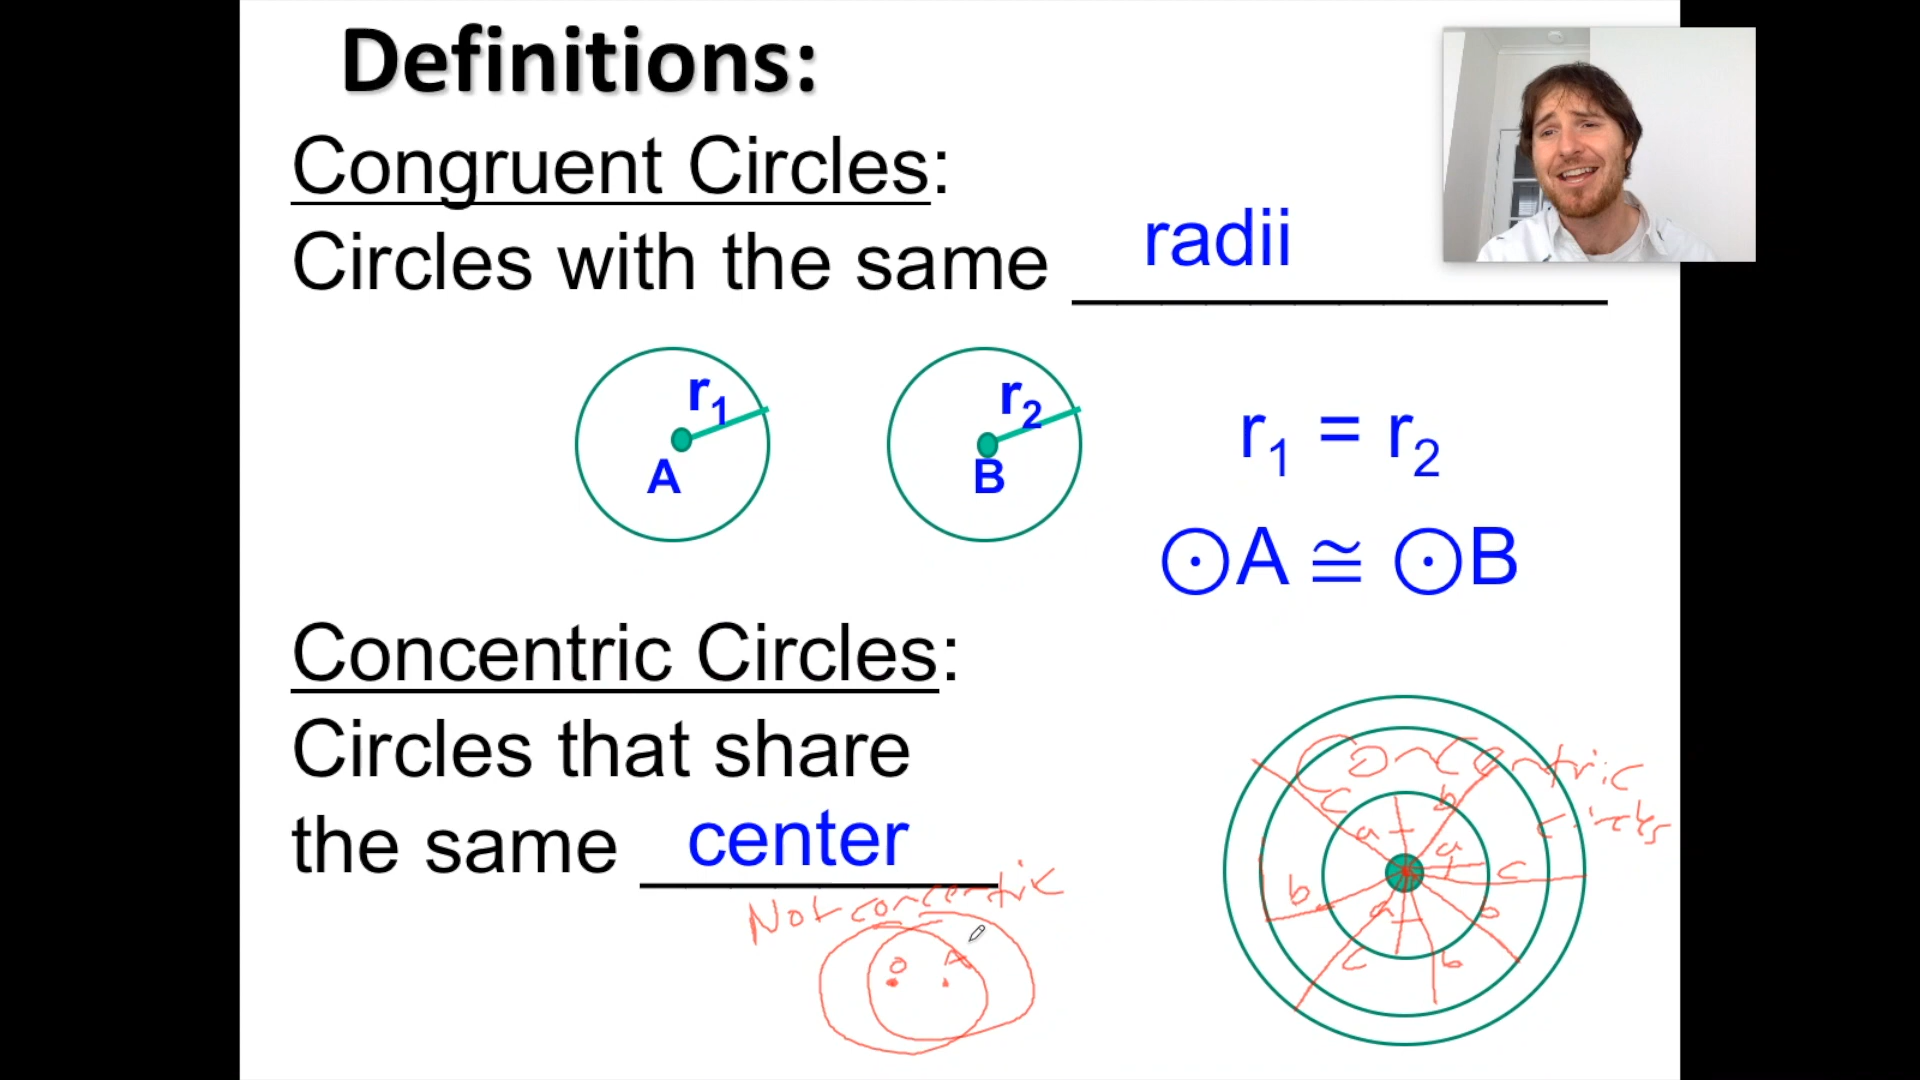 Definitions:
Congruent Circles:
Circles with the same radii
r1
A
r2
B
r1 = r2
⊙A ≅ ⊙B
Concentric Circles:
Circles that share
the same center
Concentric
circles
c
b
a
a
c
b
a
b
c
b
Not concentric
O
A